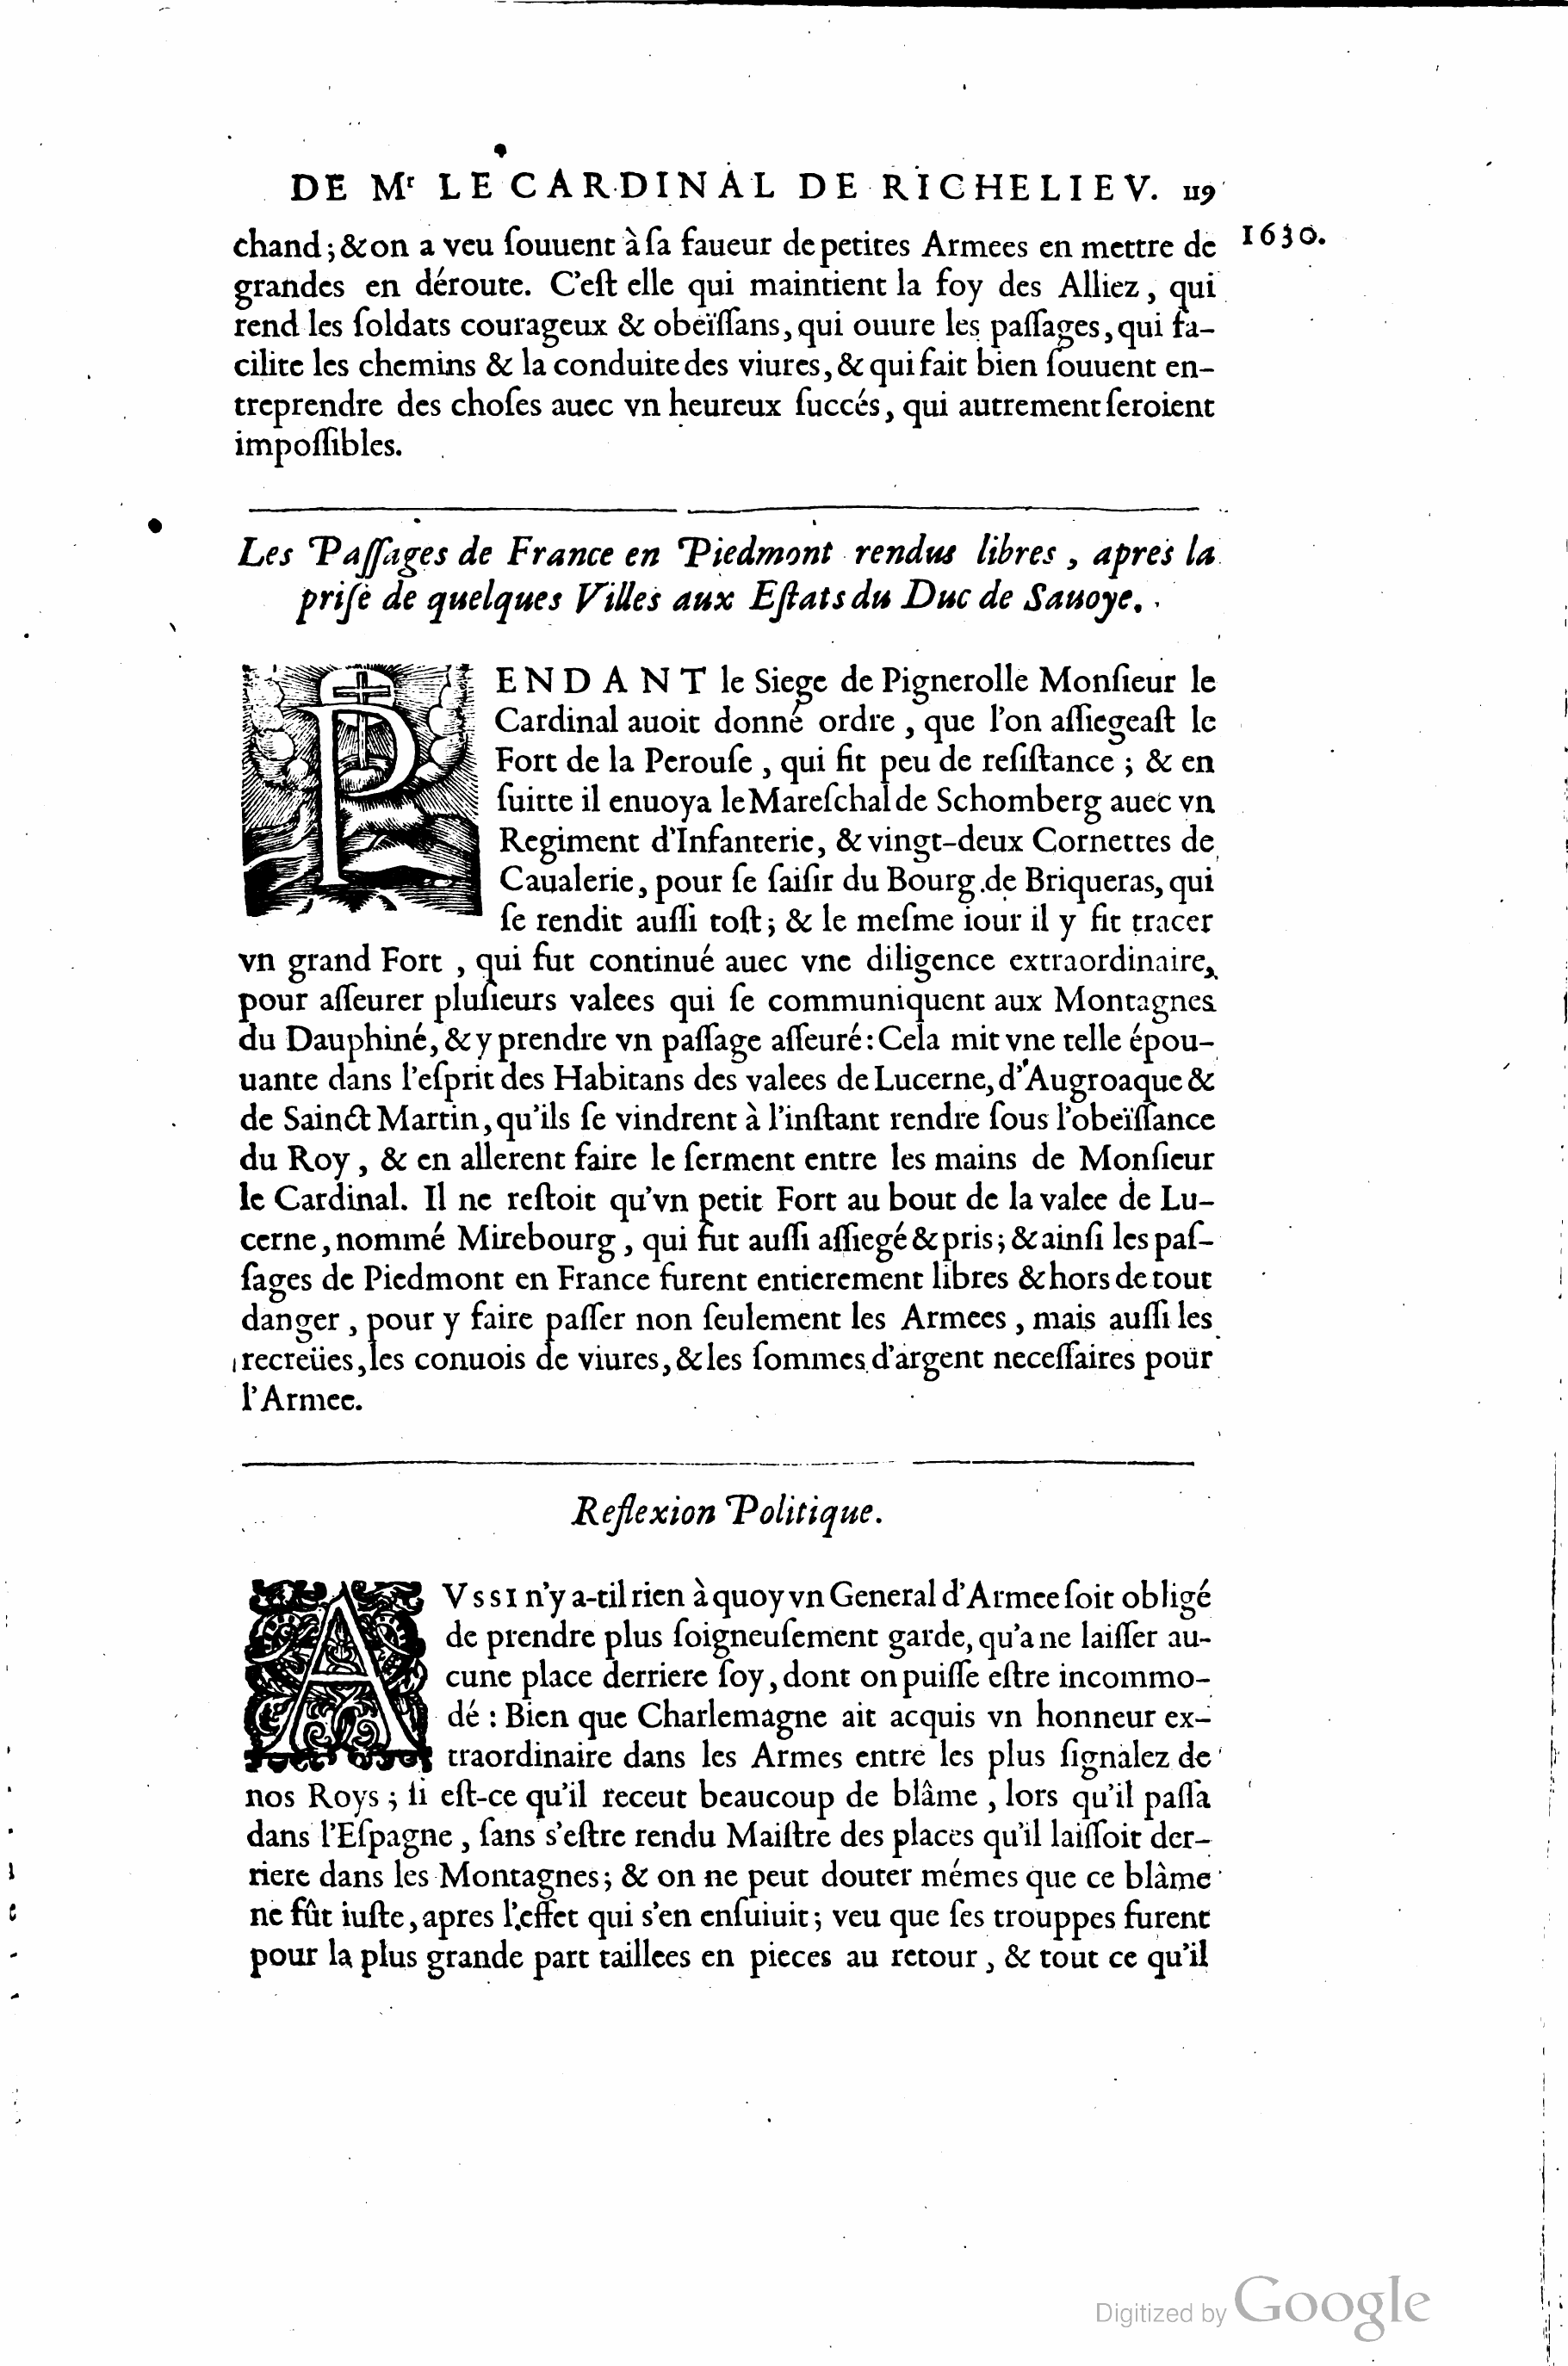 DE Mr LE CARDINAL DE RICHELIEV. 119
1630.
chand; & on a veu ſouuent à ſa faueur de petites Armees en mettre de
grandes en déroute. C'eſt elle qui maintient la foy des Alliez, qui
rend les ſoldats courageux & obeïſſans, qui ouure les paſſages, qui fa-
cilite les chemins & la conduite des viures, & qui fait bien ſouuent en-
treprendre des choſes auec vn heureux ſuccés, qui autrement ſeroient
impoſſibles.
Les Paſſages de France en Piedmont rendus libres, apres la
priſe de quelques Villes aux Eſtats du Duc de Sauoye.
PENDANT le Siege de Pignerolle Monſieur le
Cardinal auoit donné ordre, que l'on aſſiegeaſt le
Fort de la Perouſe, qui fit peu de reſiſtance; & en
ſuitte il enuoya le Mareſchal de Schomberg auec vn
Regiment d'Infanterie, & vingt-deux Cornettes de
Caualerie, pour ſe ſaiſir du Bourg de Briqueras, qui
ſe rendit auſſi toſt; & le meſme iour il y fit tracer
vn grand Fort, qui fut continué auec vne diligence extraordinaire,
pour aſſeurer pluſieurs valees qui ſe communiquent aux Montagnes
du Dauphiné, & y prendre vn paſſage aſſeuré: Cela mit vne telle épou-
uante dans l'eſprit des Habitans des valees de Lucerne, d'Augroaque &
de Sainct Martin, qu'ils ſe vindrent à l'inſtant rendre ſous l'obeïſſance
du Roy, & en allerent faire le ſerment entre les mains de Monſieur
le Cardinal. Il ne reſtoit qu'vn petit Fort au bout de la valee de Lu-
cerne, nommé Mirebourg, qui fut auſſi aſſiegé & pris; & ainſi les paſ-
ſages de Piedmont en France furent entierement libres & hors de tout
danger, pour y faire paſſer non ſeulement les Armees, mais auſſi les
recreües, les conuois de viures, & les ſommes d'argent neceſſaires pour
l'Armee.
Reflexion Politique.
AVSSI n'y a-til rien à quoy vn General d'Armee ſoit obligé
de prendre plus ſoigneuſement garde, qu'a ne laiſſer au-
cune place derriere ſoy, dont on puiſſe eſtre incommo-
dé : Bien que Charlemagne ait acquis vn honneur ex-
traordinaire dans les Armes entre les plus ſignalez de
nos Roys; ſi eſt-ce qu'il receut beaucoup de blâme, lors qu'il paſſa
dans l'Eſpagne, ſans s'eſtre rendu Maiſtre des places qu'il laiſſoit der-
riere dans les Montagnes; & on ne peut douter mémes que ce blâme
ne fût iuſte, apres l'effet qui s'en enſuiuit; veu que ſes trouppes furent
pour la plus grande part taillees en pieces au retour, & tout ce qu'il
Digitized by Google